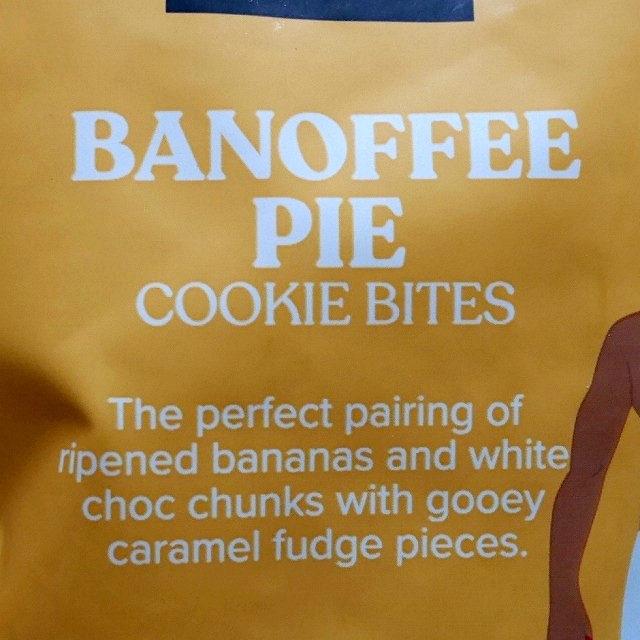 BANOFFEE
PIE
COOKIE BITES
The perfect pairing of
ripened bananas and white
choc chunks with gooey
caramel fudge pieces.